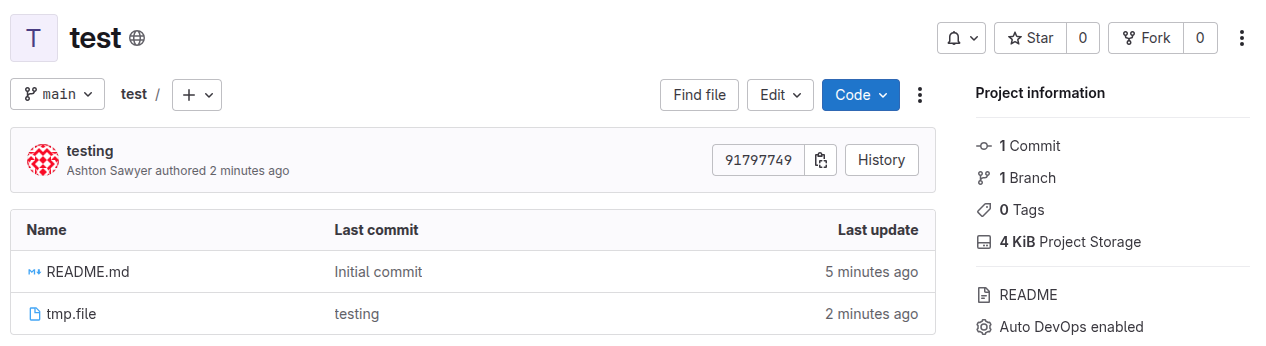 T test Star 0 Fork 0
main test / + Find file Edit Code
Project information
testing
Ashton Sawyer authored 2 minutes ago
91797749 History
Name Last commit Last update
README.md Initial commit 5 minutes ago
tmp.file testing 2 minutes ago
1 Commit
1 Branch
0 Tags
4 KiB Project Storage
README
Auto DevOps enabled